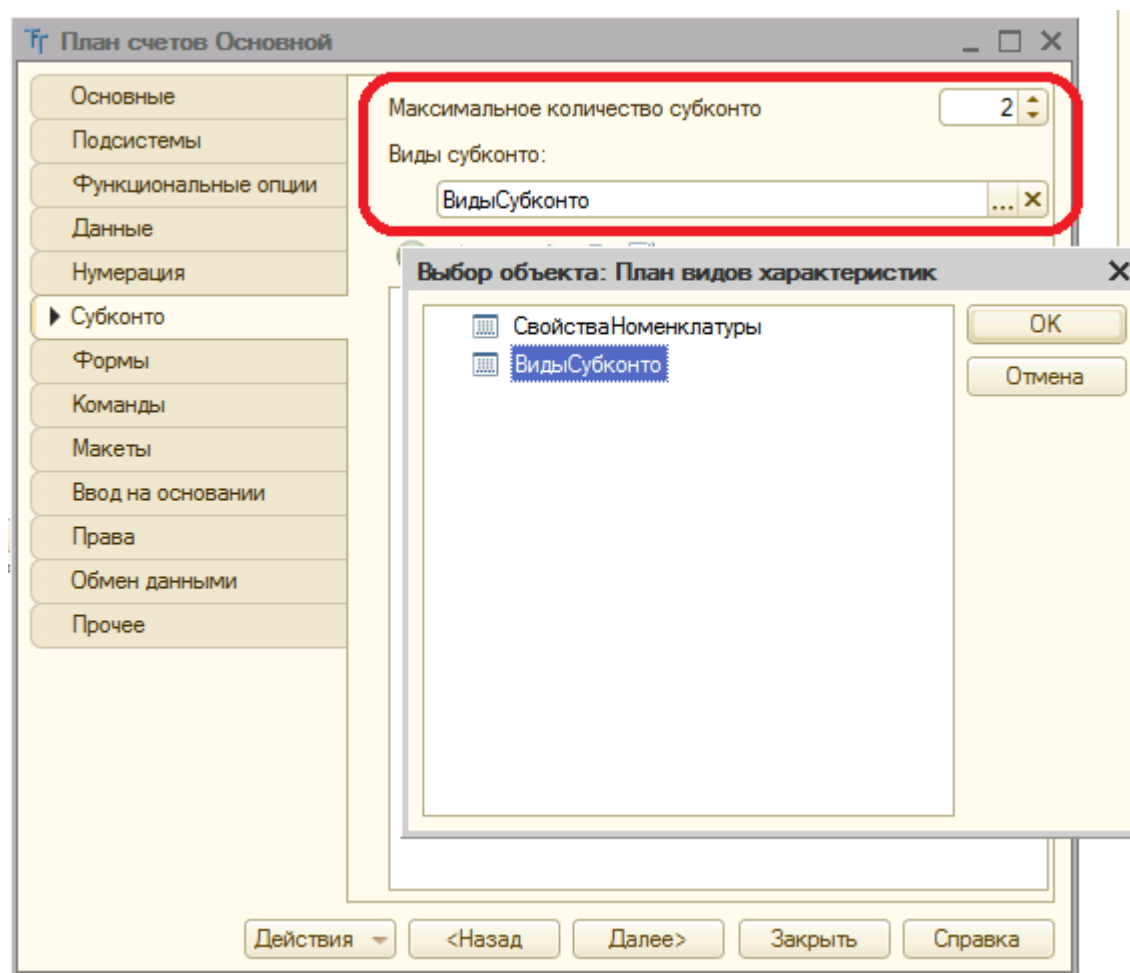 План счетов Основной
Основные
Подсистемы
Функциональные опции
Данные
Нумерация
Субконто
Формы
Команды
Макеты
Ввод на основании
Права
Обмен данными
Прочее
Максимальное количество субконто 2
Виды субконто:
ВидыСубконто ...
Выбор объекта: План видов характеристик
СвойстваНоменклатуры
ВидыСубконто
OK
Отмена
Действия <Назад Далее> Закрыть Справка